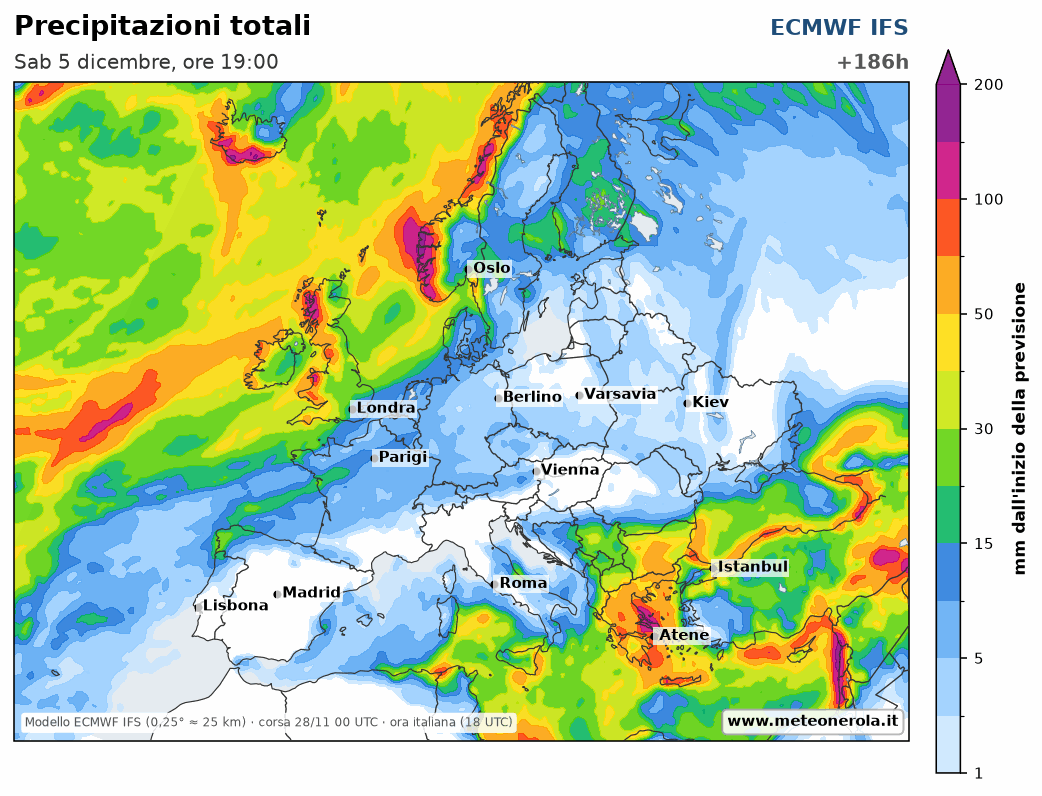 Precipitazioni totali
ECMWF IFS
Sab 5 dicembre, ore 19:00
+186h
200
100
50
30
15
5
1
mm dall'inizio della previsione
Oslo
Londra
Berlino
Varsavia
Kiev
Parigi
Vienna
Istanbul
Roma
Madrid
Lisbona
Atene
Modello ECMWF IFS (0,25° ≈ 25 km) · corsa 28/11 00 UTC · ora italiana (18 UTC)
www.meteonerola.it